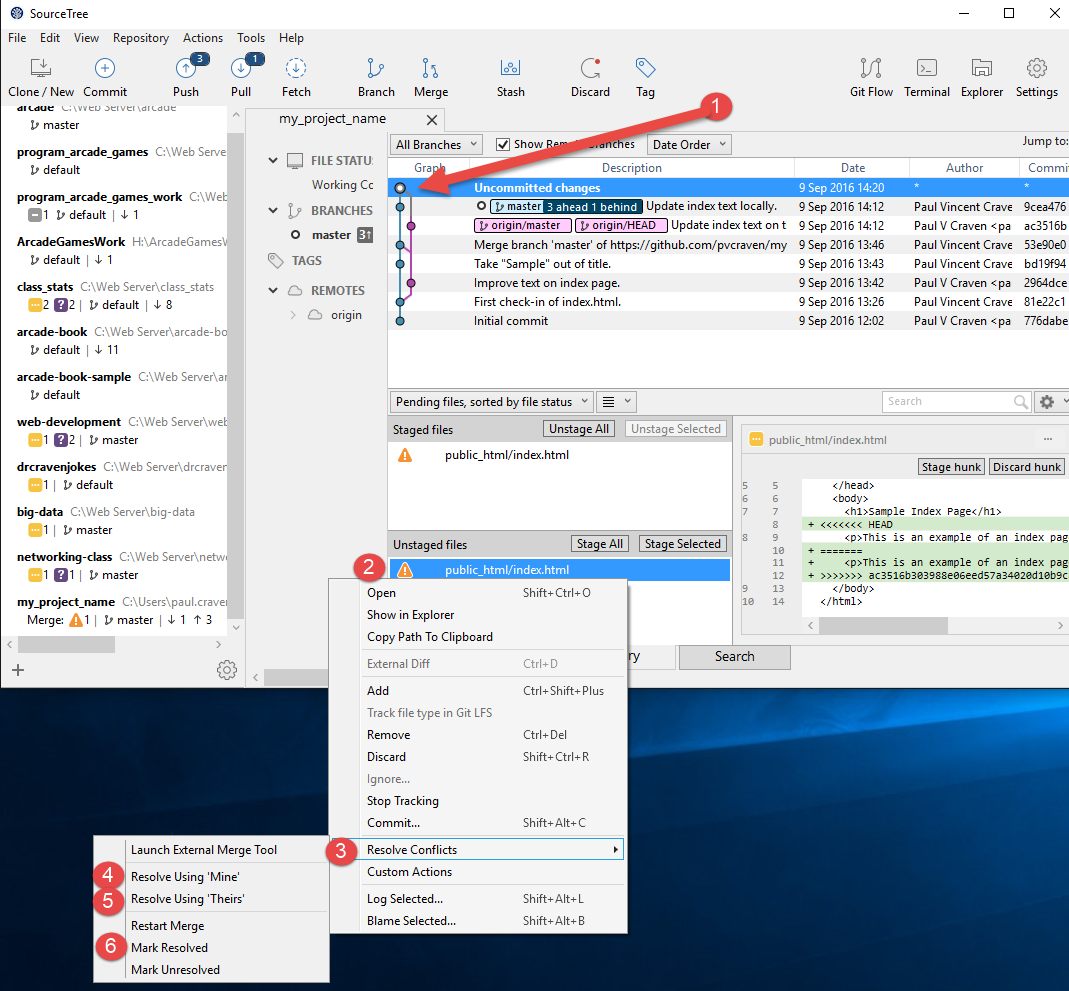 SourceTree
File Edit View Repository Actions Tools Help
3 1
Clone / New Commit Push Pull Fetch Branch Merge Stash Discard Tag Git Flow Terminal Explorer Settings
arcade C:\Web Server\arcade
master
program_arcade_games C:\Web Serve
default
program_arcade_games_work C:\Web
1 default | ↓ 1
ArcadeGamesWork H:\ArcadeGamesW
default | ↓ 1
class_stats C:\Web Server\class_stats
2 ? 2 | default | ↓ 8
arcade-book C:\Web Server\arcade-bo
default | ↓ 11
arcade-book-sample C:\Web Server\ar
default
web-development C:\Web Server\web
1 ? 2 | master
drcravenjokes C:\Web Server\drcraven
1 | default
big-data C:\Web Server\big-data
1 | master
networking-class C:\Web Server\netw
1 ? 1 | master
my_project_name C:\Users\paul.craver
Merge: 1 | master | ↓ 1 ↑ 3
my_project_name
FILE STATU
Working Co
BRANCHES
master 3↑
TAGS
REMOTES
origin
1
All Branches Show Rem Branches Date Order Jump to:
Graph Description Date Author Commi
Uncommitted changes 9 Sep 2016 14:20 * *
master 3 ahead 1 behind Update index text locally. 9 Sep 2016 14:12 Paul Vincent Crave 9cea476
origin/master origin/HEAD Update index text on t 9 Sep 2016 14:12 Paul V Craven <pa ac3516b
Merge branch 'master' of https://github.com/pvcraven/my 9 Sep 2016 13:46 Paul Vincent Crave 53e90e0
Take "Sample" out of title. 9 Sep 2016 13:43 Paul Vincent Crave bd19f94
Improve text on index page. 9 Sep 2016 13:42 Paul V Craven <pa 2964dce
First check-in of index.html. 9 Sep 2016 13:26 Paul Vincent Crave 81e22c1
Initial commit 9 Sep 2016 12:02 Paul V Craven <pa 776dabe
Pending files, sorted by file status Search
Staged files Unstage All Unstage Selected
public_html/index.html
Unstaged files Stage All Stage Selected
2 public_html/index.html
public_html/index.html ...
Stage hunk Discard hunk
5 5 </head>
6 6 <body>
7 7 <h1>Sample Index Page</h1>
8 + <<<<<<< HEAD
8 9 <p>This is an example of an index pag
10 + =======
11 + <p>This is an example of an index pag
12 + >>>>>>> ac3516b303988e06eed57a34020d10b9c
9 13 </body>
10 14 </html>
ry Search
Open Shift+Ctrl+O
Show in Explorer
Copy Path To Clipboard
External Diff Ctrl+D
Add Ctrl+Shift+Plus
Track file type in Git LFS
Remove Ctrl+Del
Discard Shift+Ctrl+R
Ignore...
Stop Tracking
Commit... Shift+Alt+C
3 Resolve Conflicts
Custom Actions
Log Selected... Shift+Alt+L
Blame Selected... Shift+Alt+B
Launch External Merge Tool
4 Resolve Using 'Mine'
5 Resolve Using 'Theirs'
Restart Merge
6 Mark Resolved
Mark Unresolved